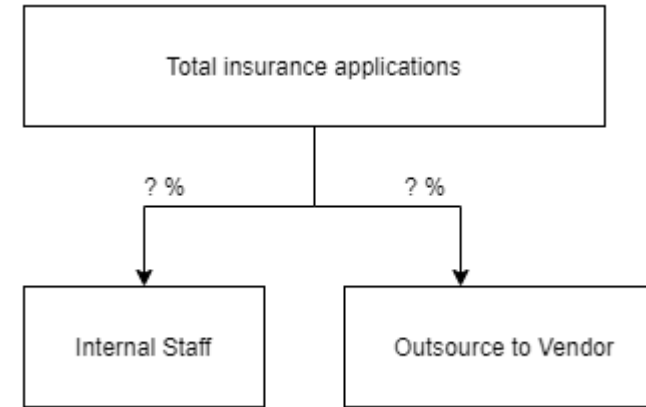 Total insurance applications
? %
? %
Internal Staff
Outsource to Vendor